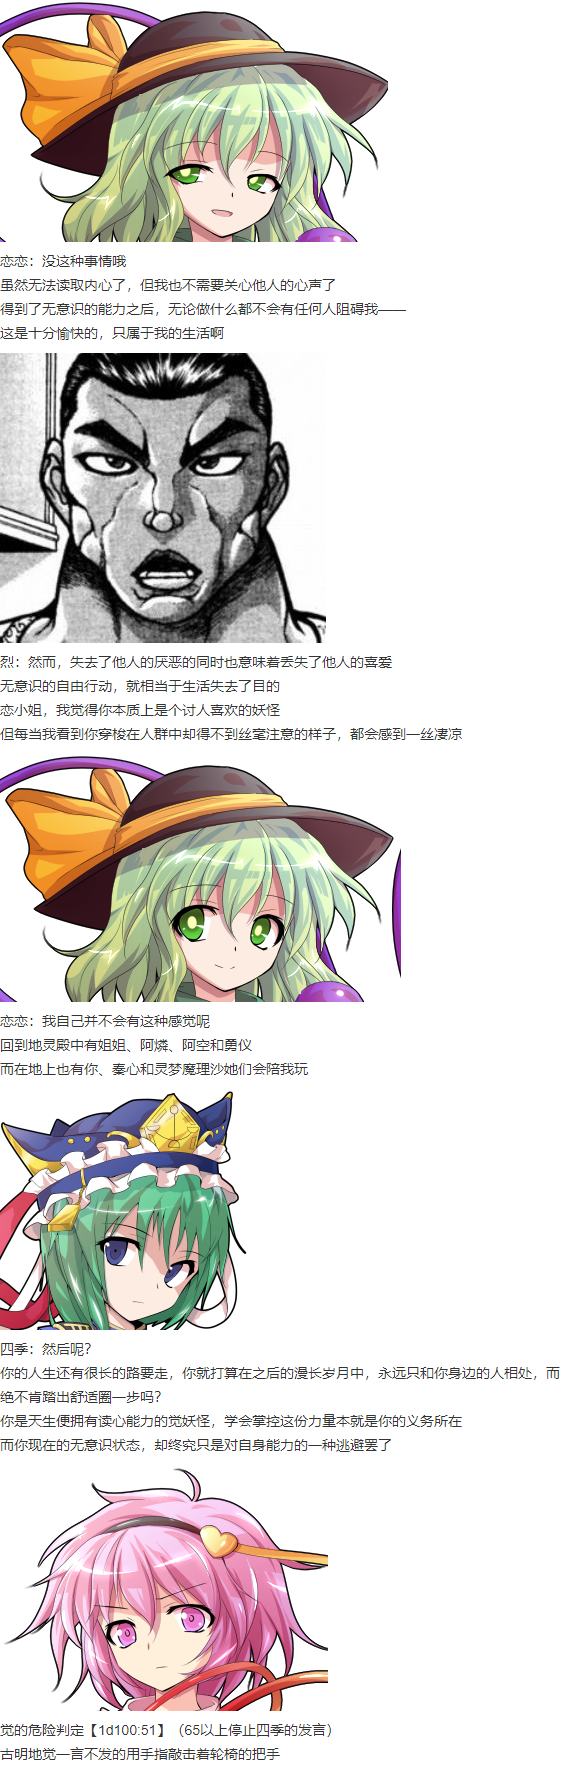 恋恋：没这种事情哦
虽然无法读取内心了，但我也不需要关心他人的心声了
得到了无意识的能力之后，无论做什么都不会有任何人阻碍我——
这是十分愉快的，只属于我的生活啊
烈：然而，失去了他人的厌恶的同时也意味着丢失了他人的喜爱
无意识的自由行动，就相当于生活失去了目的
恋小姐，我觉得你本质上是个讨人喜欢的妖怪
但每当我看到你穿梭在人群中却得不到丝毫注意的样子，都会感到一丝凄凉
恋恋：我自己并不会有这种感觉呢
回到地灵殿中有姐姐、阿燐、阿空和勇仪
而在地上也有你、秦心和灵梦魔理沙她们会陪我玩
四季：然后呢?
你的人生还有很长的路要走，你就打算在之后的漫长岁月中，永远只和你身边的人相处，而
绝不肯踏出舒适圈一步吗?
你是天生便拥有读心能力的觉妖怪，学会掌控这份力量本就是你的义务所在
而你现在的无意识状态，却终究只是对自身能力的一种逃避罢了
觉的危险判定【1d100:51】（65以上停止四季的发言）
古明地觉一言不发的用手指敲击着轮椅的把手